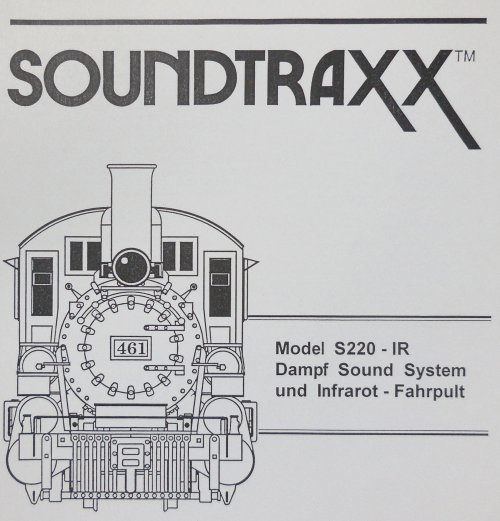 SOUNDTRAXX™
461
Model S220 - IR
Dampf Sound System
und Infrarot - Fahrpult